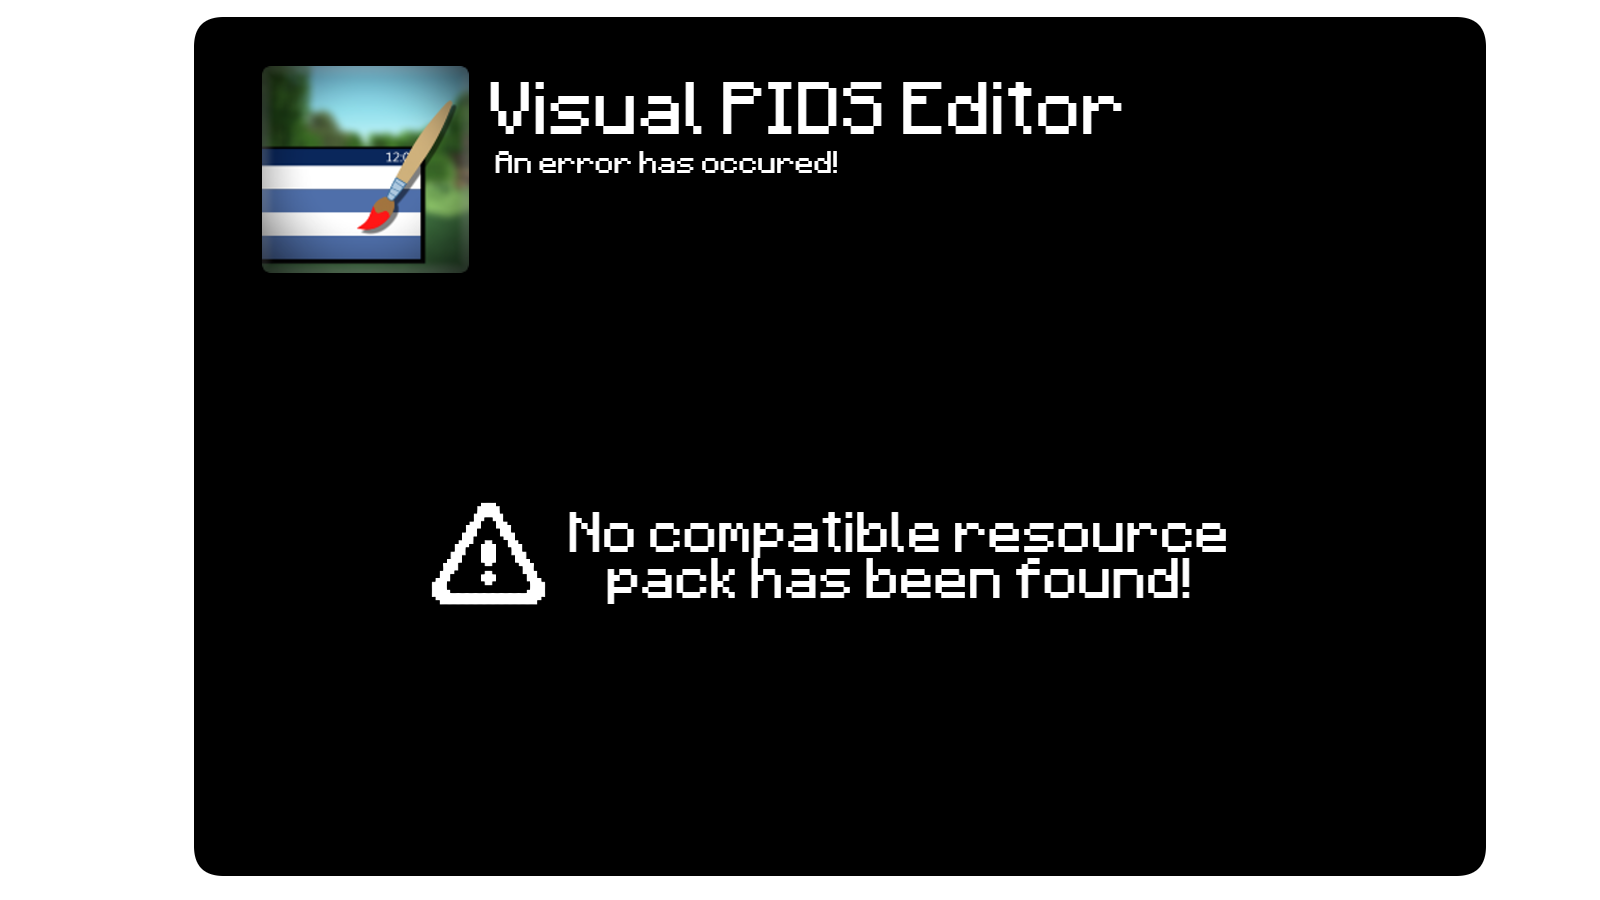 Visual PIDS Editor
An error has occured!
No compatible resource
pack has been found!